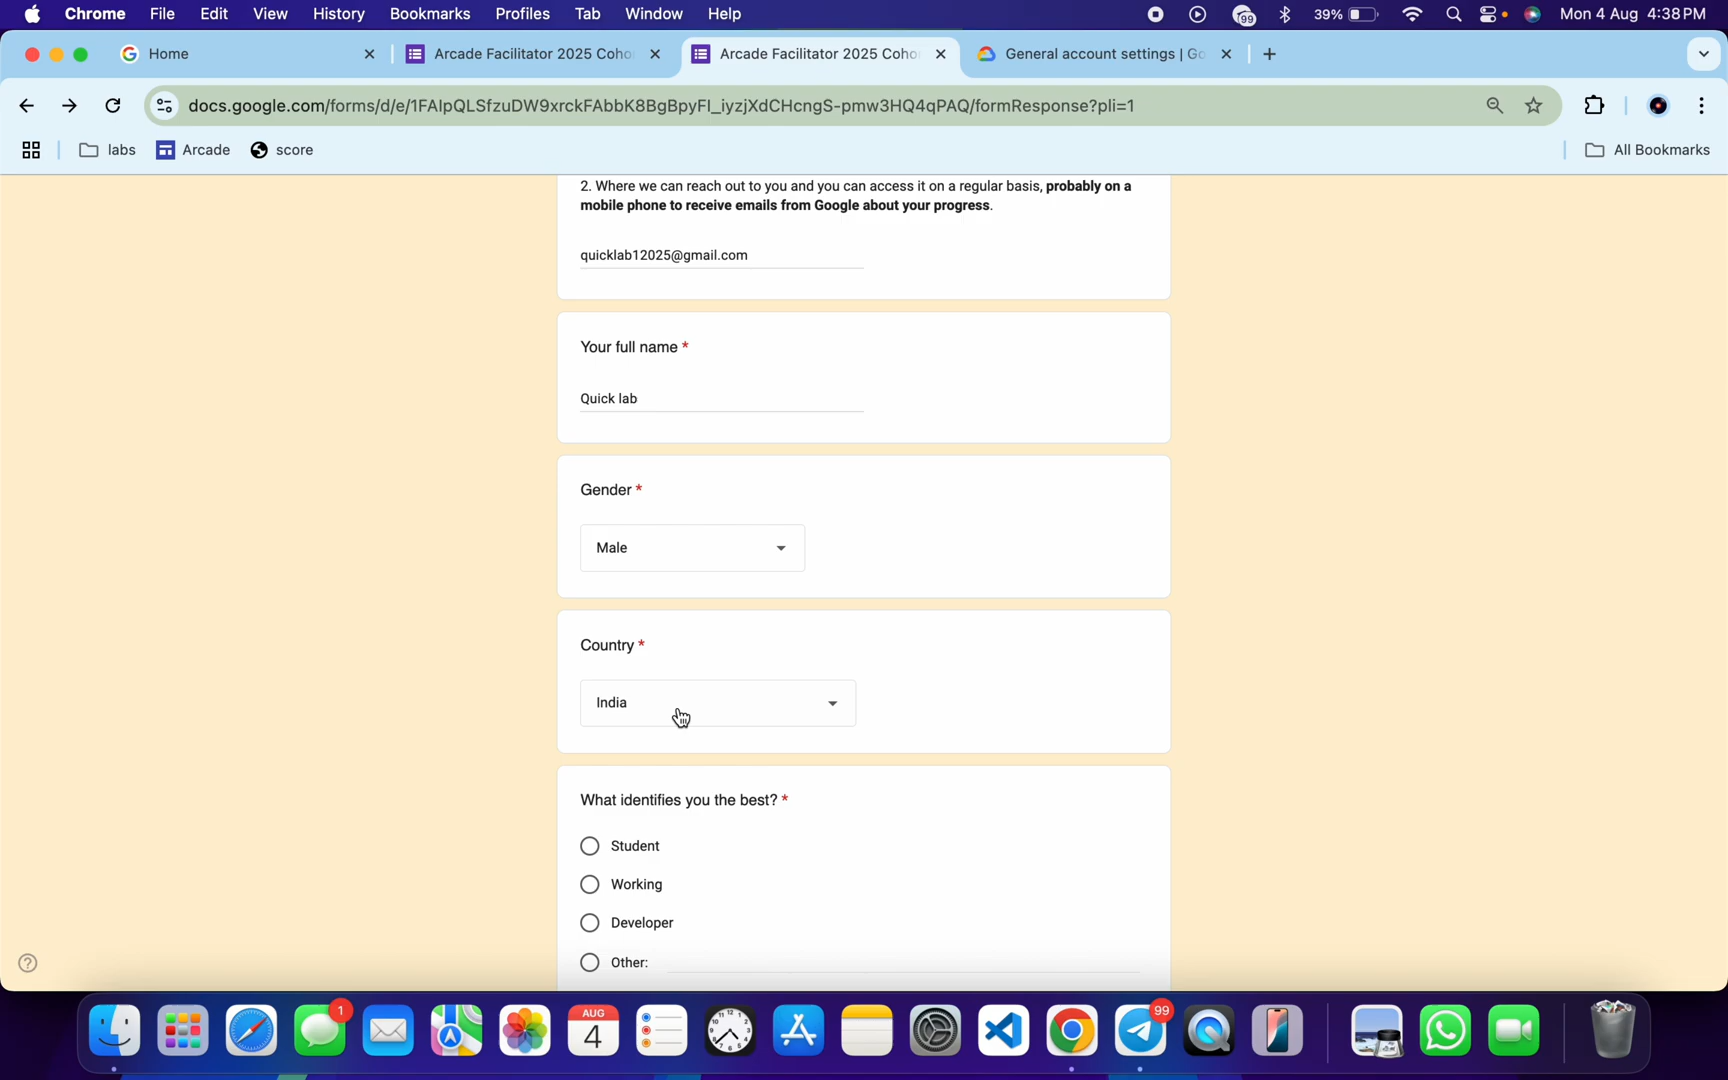 Chrome File Edit View History Bookmarks Profiles Tab Window Help 99 39% Mon 4 Aug 4:38 PM
Home Arcade Facilitator 2025 Coho Arcade Facilitator 2025 Coho General account settings | Go
docs.google.com/forms/d/e/1FAIpQLSfzuDW9xrckFAbbK8BgBpyFI_iyzjXdCHcngS-pmw3HQ4qPAQ/formResponse?pli=1
labs Arcade score All Bookmarks
2. Where we can reach out to you and you can access it on a regular basis, probably on a
mobile phone to receive emails from Google about your progress.
quicklab12025@gmail.com
Your full name *
Quick lab
Gender *
Male
Country *
India
What identifies you the best? *
Student
Working
Developer
Other:
1
AUG
4
99